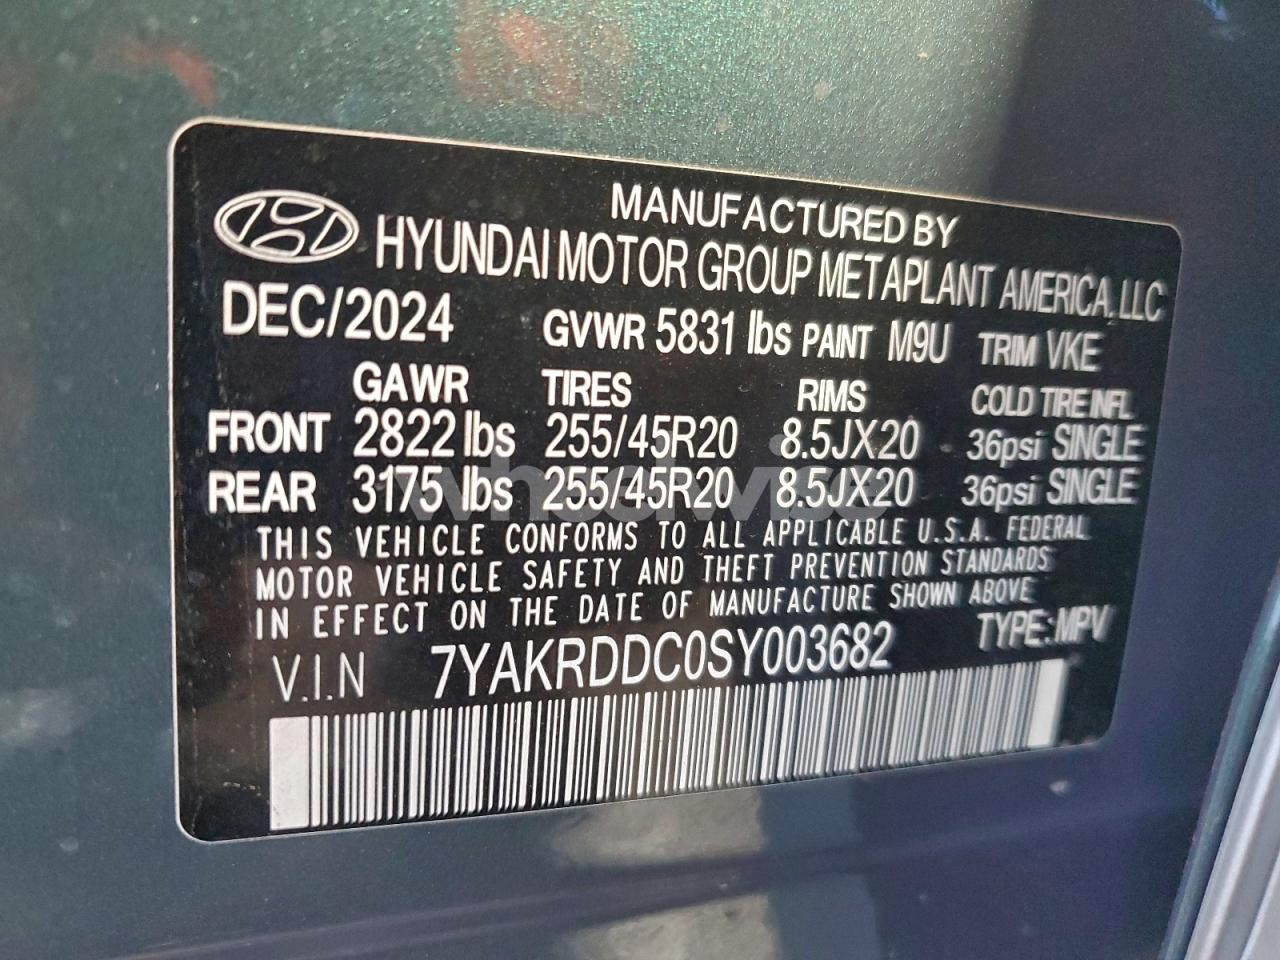 MANUFACTURED BY
HYUNDAI MOTOR GROUP METAPLANT AMERICA, LLC
DEC/2024 GVWR 5831 lbs PAINT M9U TRIM VKE
GAWR TIRES RIMS COLD TIRE INFL
FRONT 2822 lbs 255/45R20 8.5JX20 36psi SINGLE
REAR 3175 lbs 255/45R20 8.5JX20 36psi SINGLE
THIS VEHICLE CONFORMS TO ALL APPLICABLE U.S.A. FEDERAL
MOTOR VEHICLE SAFETY AND THEFT PREVENTION STANDARDS
IN EFFECT ON THE DATE OF MANUFACTURE SHOWN ABOVE
V.I.N 7YAKRDDC0SY003682 TYPE: MPV